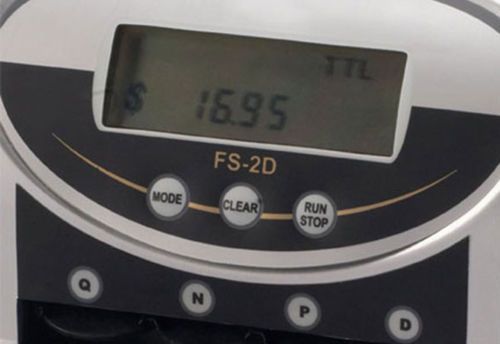 TTL
$ 16.95
FS-2D
MODE CLEAR RUN STOP
Q N P D